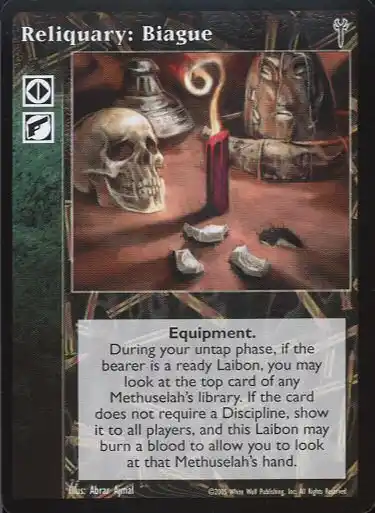 Reliquary: Biague
Equipment.
During your untap phase, if the
bearer is a ready Laibon, you may
look at the top card of any
Methuselah's library. If the card
does not require a Discipline, show
it to all players, and this Laibon may
burn a blood to allow you to look
at that Methuselah's hand.
Illus: Abrar Ajmal
©2005 White Wolf Publishing, Inc. All Rights Reserved.